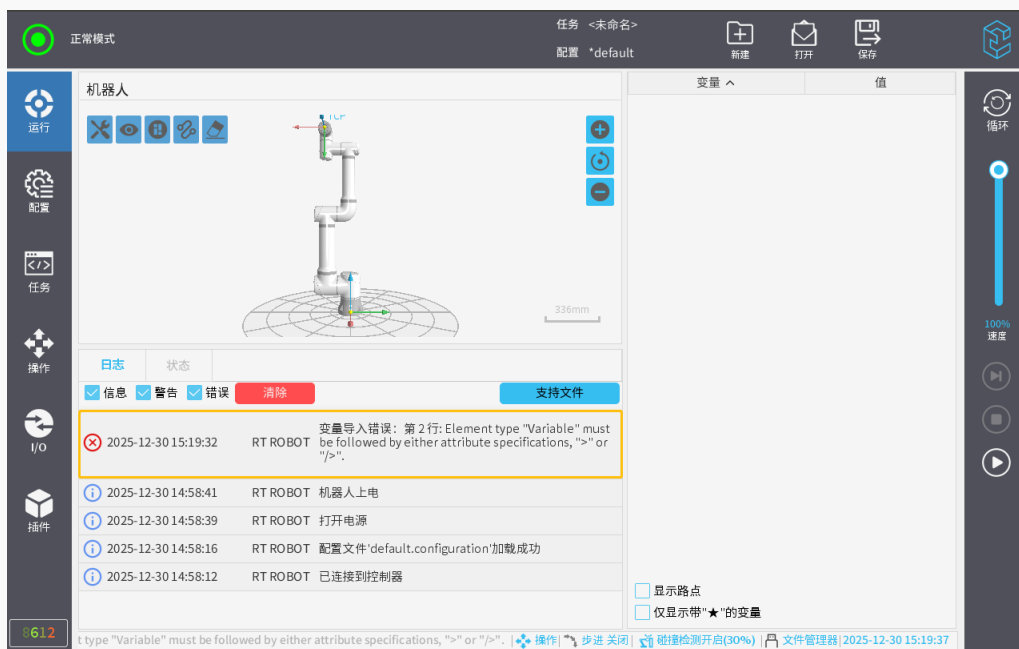 正常模式
任务 <未命名>
配置 *default
新建
打开
保存
运行
配置
任务
操作
I/O
插件
8612
机器人
TCP
336mm
日志
状态
信息
警告
错误
清除
支持文件
2025-12-30 15:19:32 RT ROBOT 变量导入错误：第 2 行: Element type "Variable" must
be followed by either attribute specifications, ">" or
"/>".
2025-12-30 14:58:41 RT ROBOT 机器人上电
2025-12-30 14:58:39 RT ROBOT 打开电源
2025-12-30 14:58:16 RT ROBOT 配置文件'default.configuration'加载成功
2025-12-30 14:58:12 RT ROBOT 已连接到控制器
变量
值
显示路点
仅显示带"★"的变量
循环
100%
速度
t type "Variable" must be followed by either attribute specifications, ">" or "/>". | 操作| 步进 关闭| 碰撞检测开启(30%) | 文件管理器|2025-12-30 15:19:37